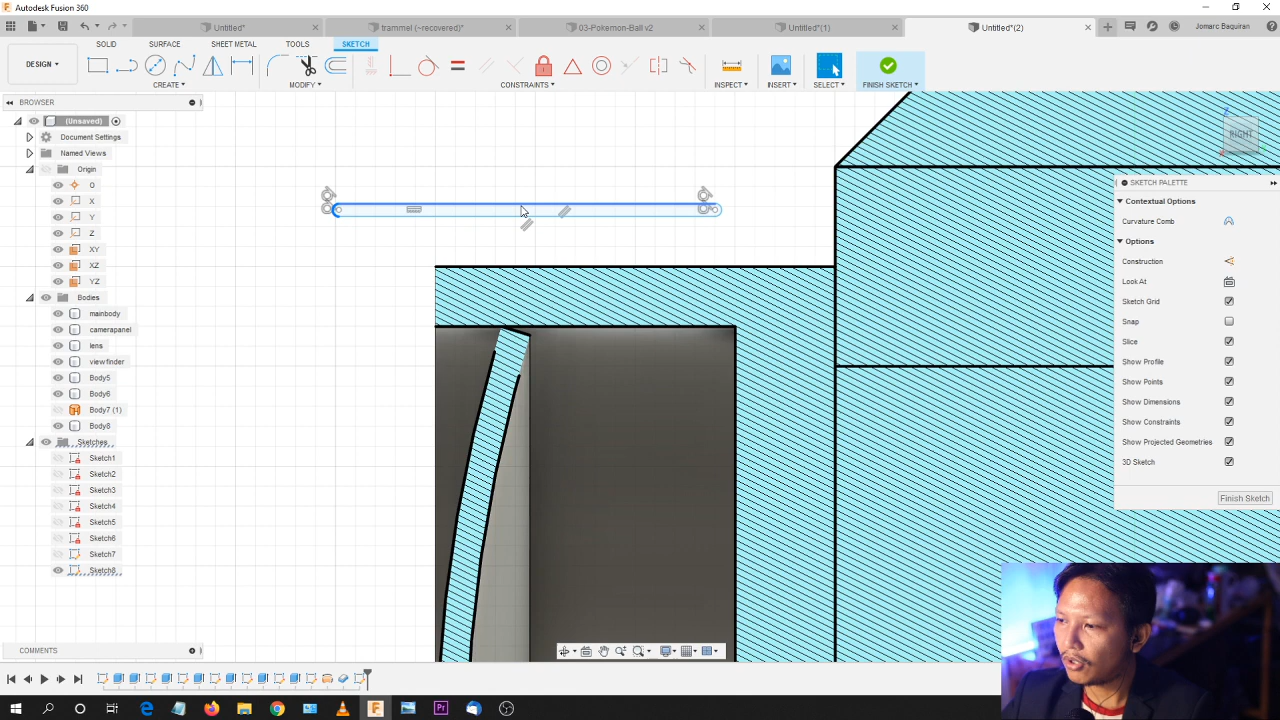 Autodesk Fusion 360
Untitled*
trammel (~recovered)*
03-Pokemon-Ball v2
Untitled*(1)
Untitled*(2)
Jomarc Baquiran
DESIGN
SOLID
SURFACE
SHEET METAL
TOOLS
SKETCH
CREATE
MODIFY
CONSTRAINTS
INSPECT
INSERT
SELECT
FINISH SKETCH
BROWSER
(Unsaved)
Document Settings
Named Views
Origin
O
X
Y
Z
XY
XZ
YZ
Bodies
mainbody
camerapanel
lens
viewfinder
Body5
Body6
Body7 (1)
Body8
Sketches
Sketch1
Sketch2
Sketch3
Sketch4
Sketch5
Sketch6
Sketch7
Sketch8
COMMENTS
Z
RIGHT
SKETCH PALETTE
Contextual Options
Curvature Comb
Options
Construction
Look At
Sketch Grid
Snap
Slice
Show Profile
Show Points
Show Dimensions
Show Constraints
Show Projected Geometries
3D Sketch
Finish Sketch